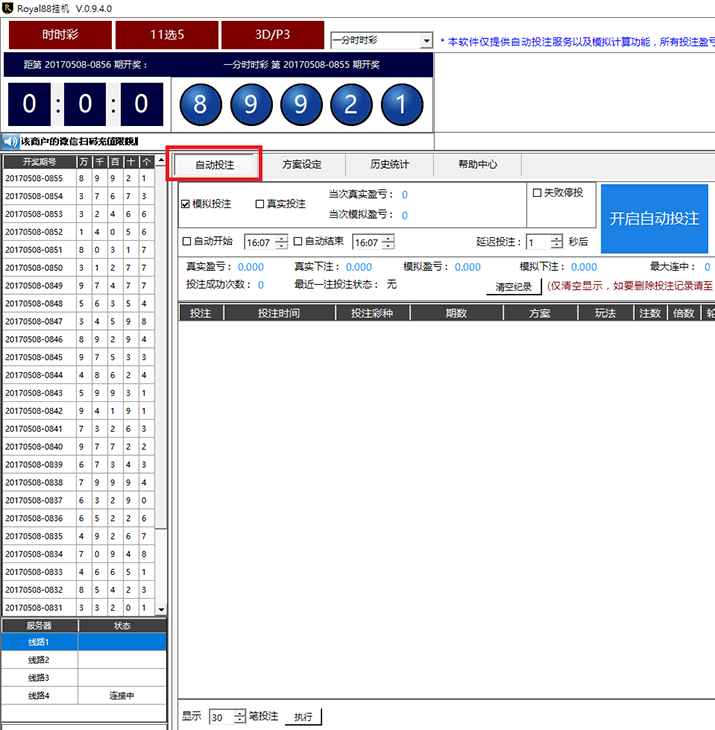 Royal88挂机 V.0.9.4.0
时时彩 11选5 3D/P3 一分时时彩 * 本软件仅提供自动投注服务以及模拟计算功能，所有投注盈亏
距第 20170508-0856 期开奖： 一分时时彩 第 20170508-0855 期开奖
0 : 0 : 0 8 9 9 2 1
该商户的微信扫码充值限额
开奖期号 万 千 百 十 个
20170508-0855 8 9 9 2 1
20170508-0854 3 7 6 7 3
20170508-0853 3 2 4 6 6
20170508-0852 1 4 0 5 6
20170508-0851 8 0 3 1 7
20170508-0850 3 1 2 7 7
20170508-0849 9 7 4 7 7
20170508-0848 5 6 3 5 4
20170508-0847 3 4 5 9 8
20170508-0846 8 9 2 9 4
20170508-0845 9 7 5 3 3
20170508-0844 4 8 6 2 4
20170508-0843 5 9 9 3 1
20170508-0842 9 4 1 9 1
20170508-0841 7 3 2 6 3
20170508-0840 9 7 7 2 2
20170508-0839 6 7 3 4 3
20170508-0838 7 9 9 9 4
20170508-0837 6 3 2 9 0
20170508-0836 6 5 2 2 6
20170508-0835 4 9 2 6 7
20170508-0834 7 0 9 4 8
20170508-0833 4 6 6 5 1
20170508-0832 8 5 4 2 3
20170508-0831 3 3 2 0 1
服务器 状态
线路1
线路2
线路3
线路4 连接中
自动投注 方案设定 历史统计 帮助中心
模拟投注 真实投注 当次真实盈亏： 0 失败停投
当次模拟盈亏： 0
开启自动投注
自动开始 16:07 自动结束 16:07 延迟投注： 1 秒后
真实盈亏： 0.000 真实下注： 0.000 模拟盈亏： 0.000 模拟下注： 0.000 最大连中： 0
投注成功次数： 0 最近一注投注状态： 无 清空纪录 (仅清空显示，如要删除投注记录请至
投注 投注时间 投注彩种 期数 方案 玩法 注数 倍数 轮
显示 30 笔投注 执行